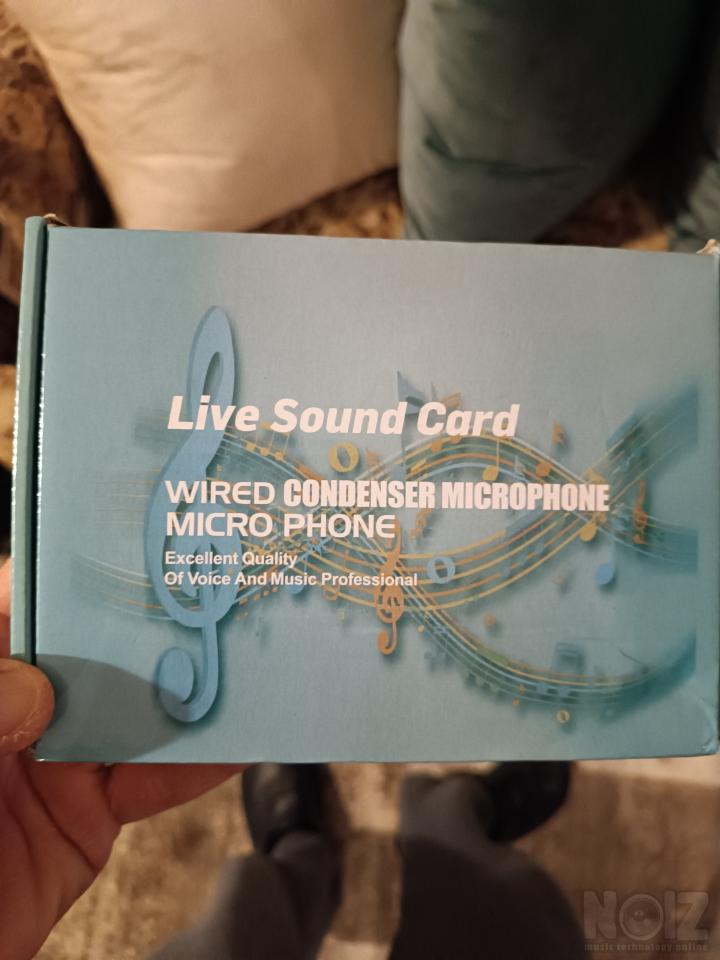 Live Sound Card
WIRED CONDENSER MICROPHONE
MICRO PHONE
Excellent Quality
Of Voice And Music Professional
NOIZ
music technology online